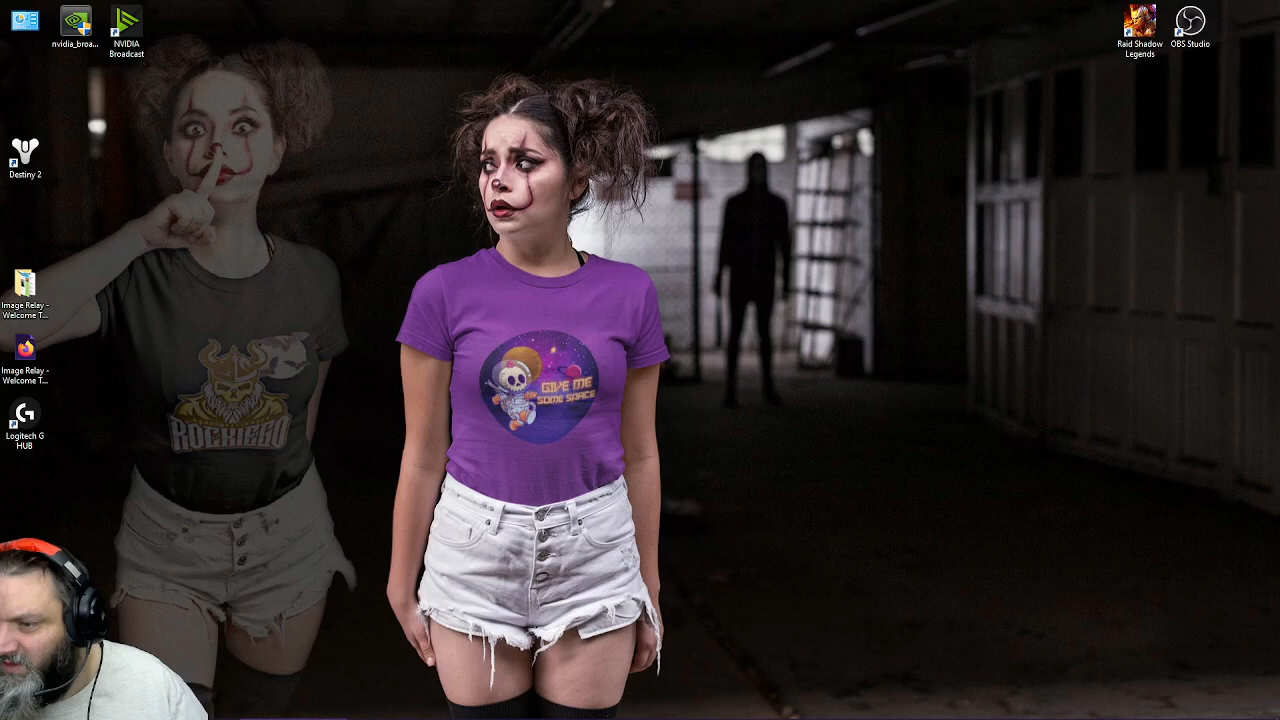 nvidia_broa...
NVIDIA
Broadcast
Raid Shadow
Legends
OBS Studio
Destiny 2
Image Relay -
Welcome T...
Image Relay -
Welcome T...
Logitech G
HUB
GIVE ME
SOME SPACE
ROCKIEGO